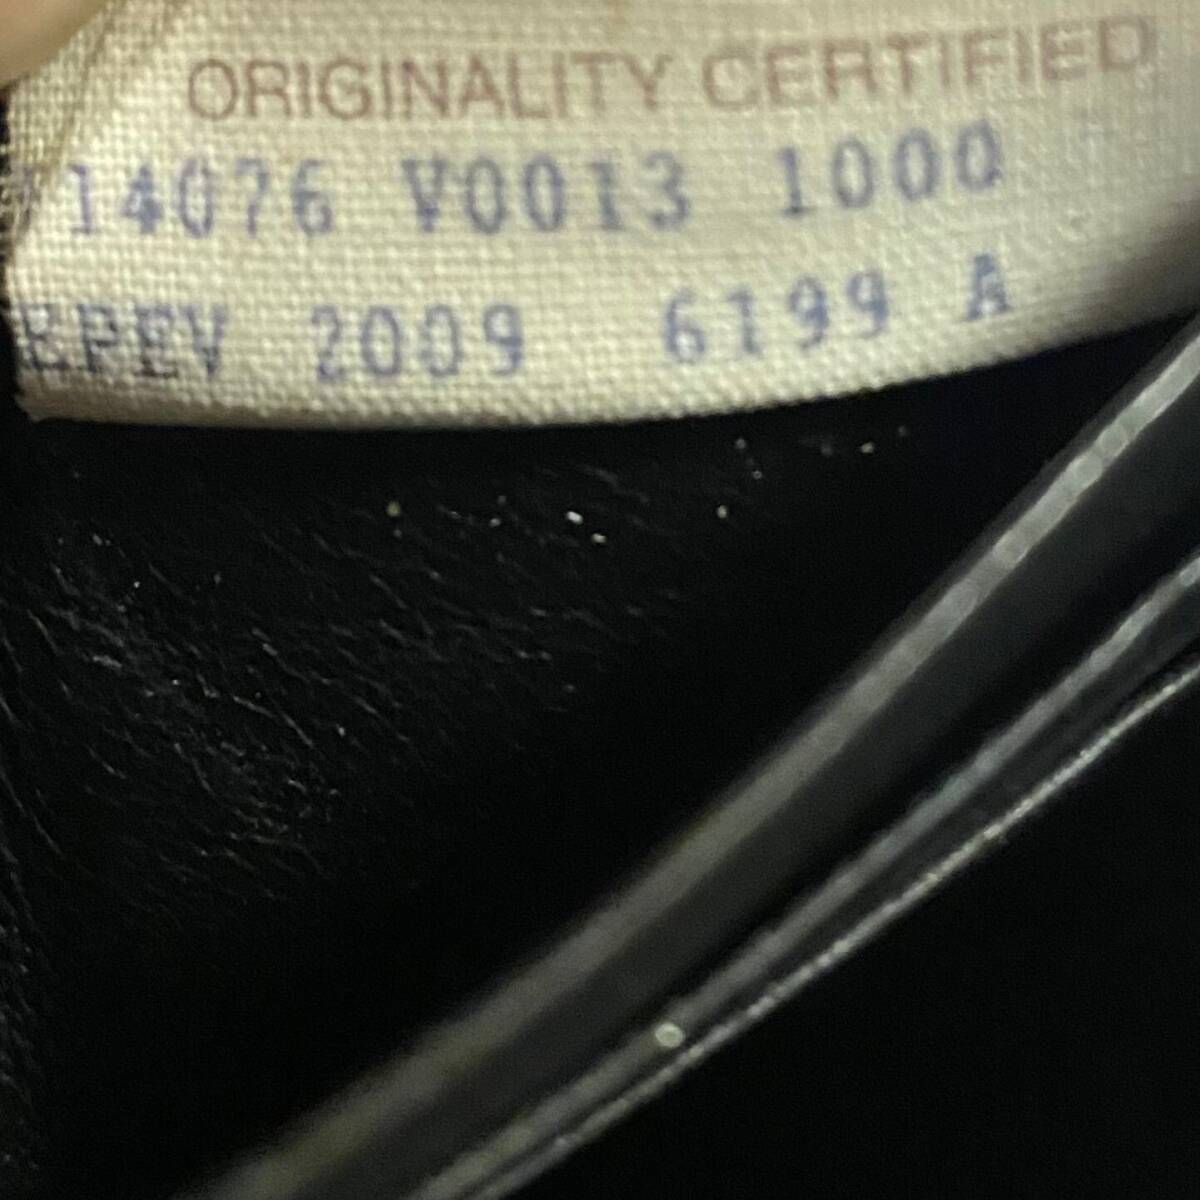 ORIGINALITY CERTIFIED
14076 V0013 1000
EPEV 2009 6199 A